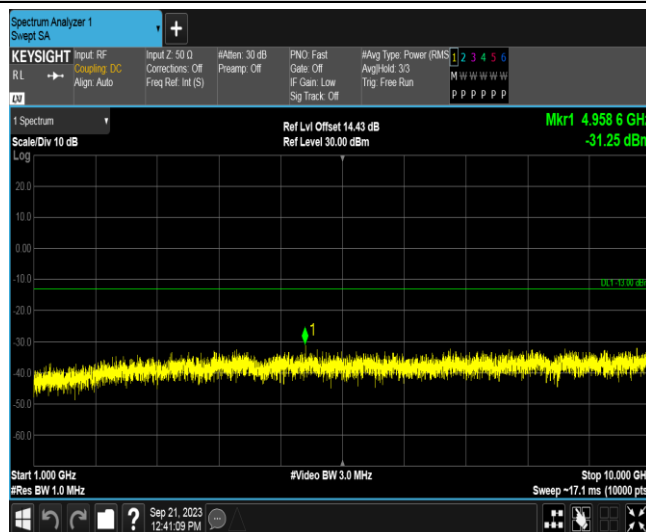 Spectrum Analyzer 1
Swept SA
+
KEYSIGHT
RL
LXI
Input: RF
Coupling: DC
Align: Auto
Input Z: 50 Ω
Corrections: Off
Freq Ref: Int (S)
#Atten: 30 dB
Preamp: Off
PNO: Fast
Gate: Off
IF Gain: Low
Sig Track: Off
#Avg Type: Power (RMS
Avg|Hold: 3/3
Trig: Free Run
1 2 3 4 5 6
M W W W W W
P P P P P P
1 Spectrum
Scale/Div 10 dB
Log
Ref Lvl Offset 14.43 dB
Ref Level 30.00 dBm
Mkr1 4.958 6 GHz
-31.25 dBm
20.0
10.0
0.00
-10.0
DL1 -13.00 dBm
-20.0
-30.0
1
-40.0
-50.0
-60.0
Start 1.000 GHz
#Res BW 1.0 MHz
#Video BW 3.0 MHz
Stop 10.000 GHz
Sweep ~17.1 ms (10000 pts
?
Sep 21, 2023
12:41:09 PM